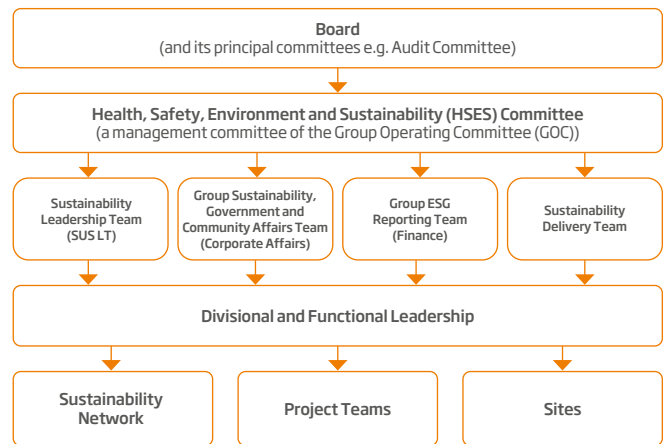 Board
(and its principal committees e.g. Audit Committee)
Health, Safety, Environment and Sustainability (HSES) Committee
(a management committee of the Group Operating Committee (GOC))
Sustainability
Leadership Team
(SUS LT)
Group Sustainability,
Government and
Community Affairs Team
(Corporate Affairs)
Group ESG
Reporting Team
(Finance)
Sustainability
Delivery Team
Divisional and Functional Leadership
Sustainability
Network
Project Teams
Sites